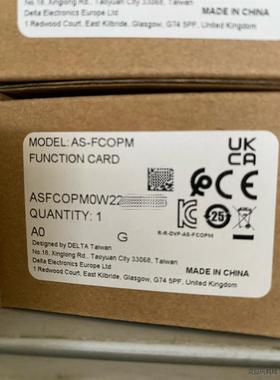 No.18, Xinglong Rd., Taoyuan City 33068, Taiwan
Delta Electronics Europe Ltd
1 Redwood Court, East Kilbride, Glasgow, G74 5PF, United Kingdom
MADE IN CHINA
MODEL: AS-FCOPM
FUNCTION CARD
UK
CA
CE
ASFCOPM0W22
QUANTITY: 1
25
A0
G
R-R-DVP-AS-FCOPM
Designed by DELTA Taiwan
No.18, Xinglong Rd., Taoyuan City 33068, Taiwan
Delta Electronics Europe Ltd
1 Redwood Court, East Kilbride, Glasgow, G74 5PF, United Kingdom
MADE IN CHINA